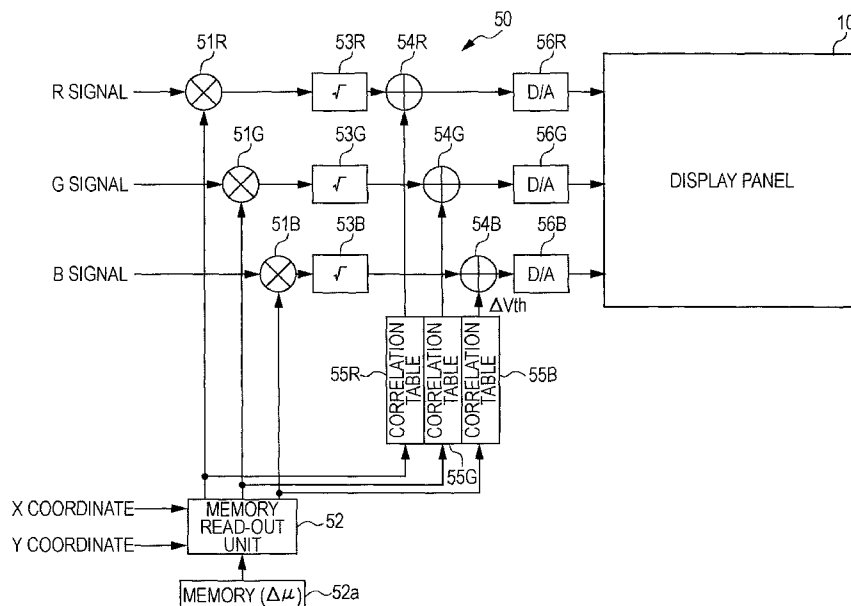 50
10
51R
53R
54R
56R
R SIGNAL
√
D/A
51G
53G
54G
56G
G SIGNAL
√
D/A
DISPLAY PANEL
51B
53B
54B
56B
B SIGNAL
√
D/A
ΔVth
55R
CORRELATION
TABLE
CORRELATION
TABLE
CORRELATION
TABLE
55B
55G
X COORDINATE
Y COORDINATE
MEMORY
READ-OUT
UNIT
52
MEMORY (Δμ)
52a